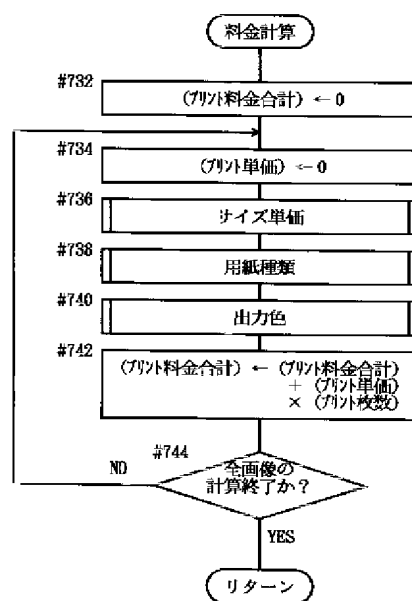 料金計算
#732
(プリント料金合計) ← 0
#734
(プリント単価) ← 0
#736
サイズ単価
#738
用紙種類
#740
出力色
#742
(プリント料金合計) ← (プリント料金合計)
+ (プリント単価)
× (プリント枚数)
#744
全画像の
計算終了か?
NO
YES
リターン